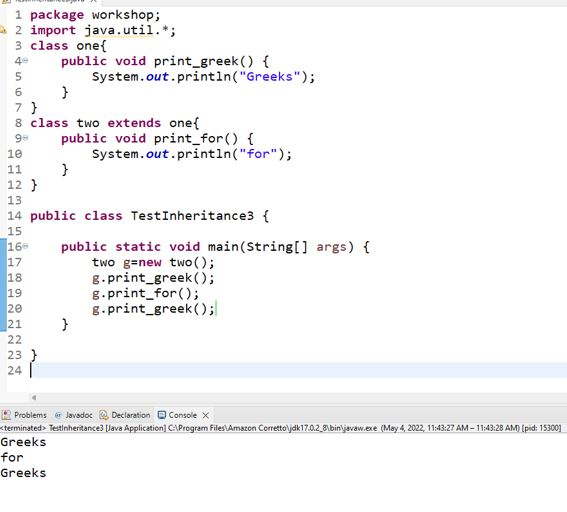 1 package workshop;
2 import java.util.*;
3 class one{
4 public void print_greek() {
5 System.out.println("Greeks");
6 }
7 }
8 class two extends one{
9 public void print_for() {
10 System.out.println("for");
11 }
12 }
13
14 public class TestInheritance3 {
15
16 public static void main(String[] args) {
17 two g=new two();
18 g.print_greek();
19 g.print_for();
20 g.print_greek();
21 }
22
23 }
24
Problems @ Javadoc Declaration Console
<terminated> TestInheritance3 [Java Application] C:\Program Files\Amazon Corretto\jdk17.0.2_8\bin\javaw.exe (May 4, 2022, 11:43:27 AM – 11:43:28 AM) [pid: 15300]
Greeks
for
Greeks